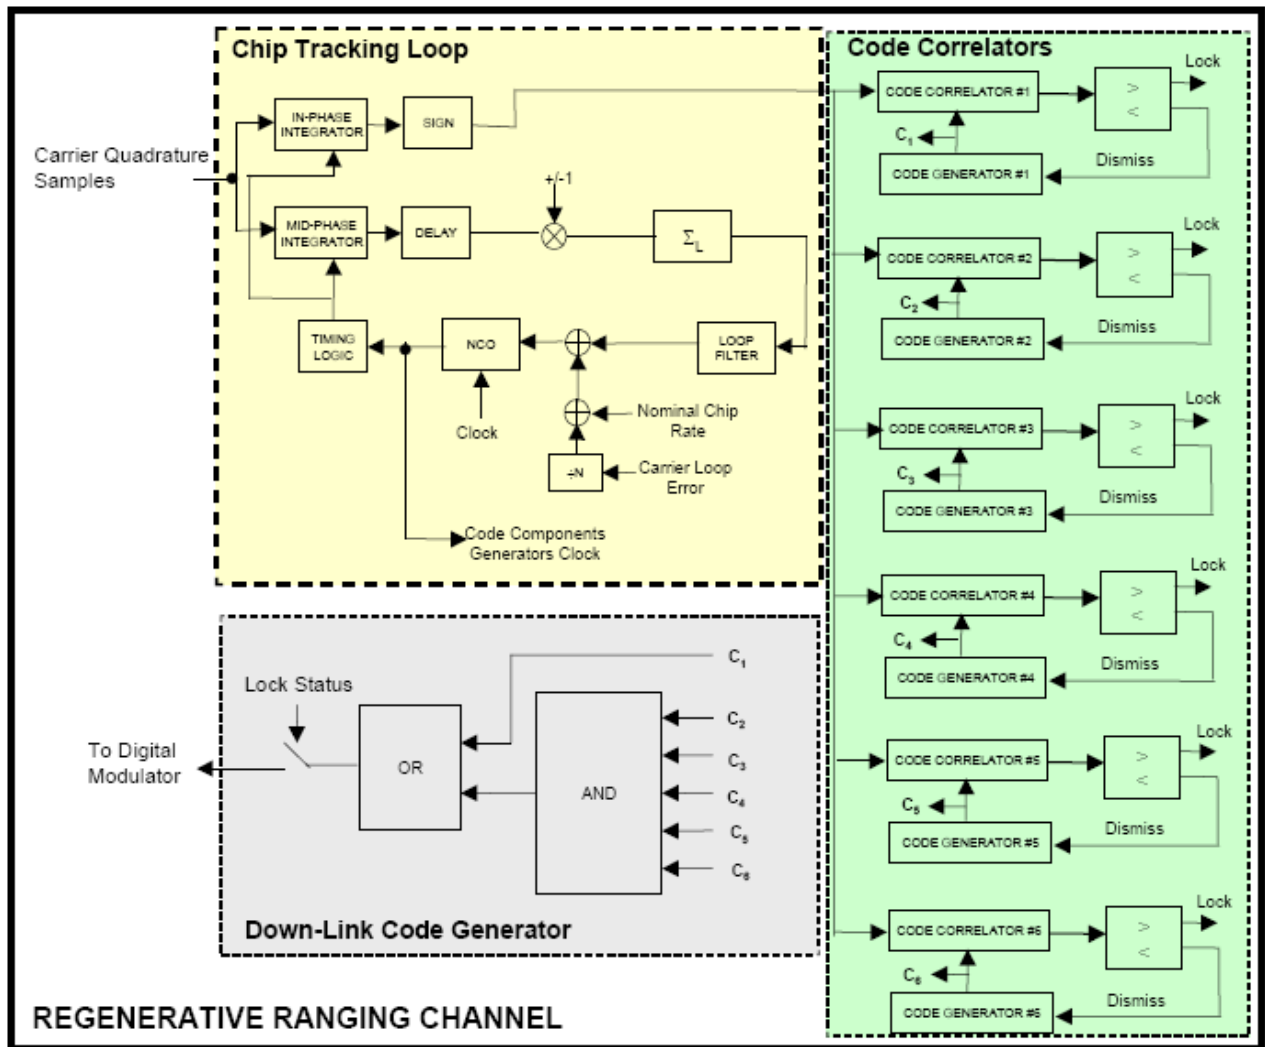 Chip Tracking Loop
IN-PHASE
INTEGRATOR
SIGN
Carrier Quadrature
Samples
+/-1
MID-PHASE
INTEGRATOR
DELAY
Σ_L
TIMING
LOGIC
NCO
LOOP
FILTER
Clock
Nominal Chip
Rate
÷N
Carrier Loop
Error
Code Components
Generators Clock
Code Correlators
CODE CORRELATOR #1
>
<
Lock
C₁
Dismiss
CODE GENERATOR #1
CODE CORRELATOR #2
>
<
Lock
C₂
Dismiss
CODE GENERATOR #2
CODE CORRELATOR #3
>
<
Lock
C₃
Dismiss
CODE GENERATOR #3
CODE CORRELATOR #4
>
<
Lock
C₄
Dismiss
CODE GENERATOR #4
CODE CORRELATOR #5
>
<
Lock
C₅
Dismiss
CODE GENERATOR #5
CODE CORRELATOR #6
>
<
Lock
C₆
Dismiss
CODE GENERATOR #6
Lock Status
To Digital
Modulator
OR
AND
C₁
C₂
C₃
C₄
C₅
C₆
Down-Link Code Generator
REGENERATIVE RANGING CHANNEL